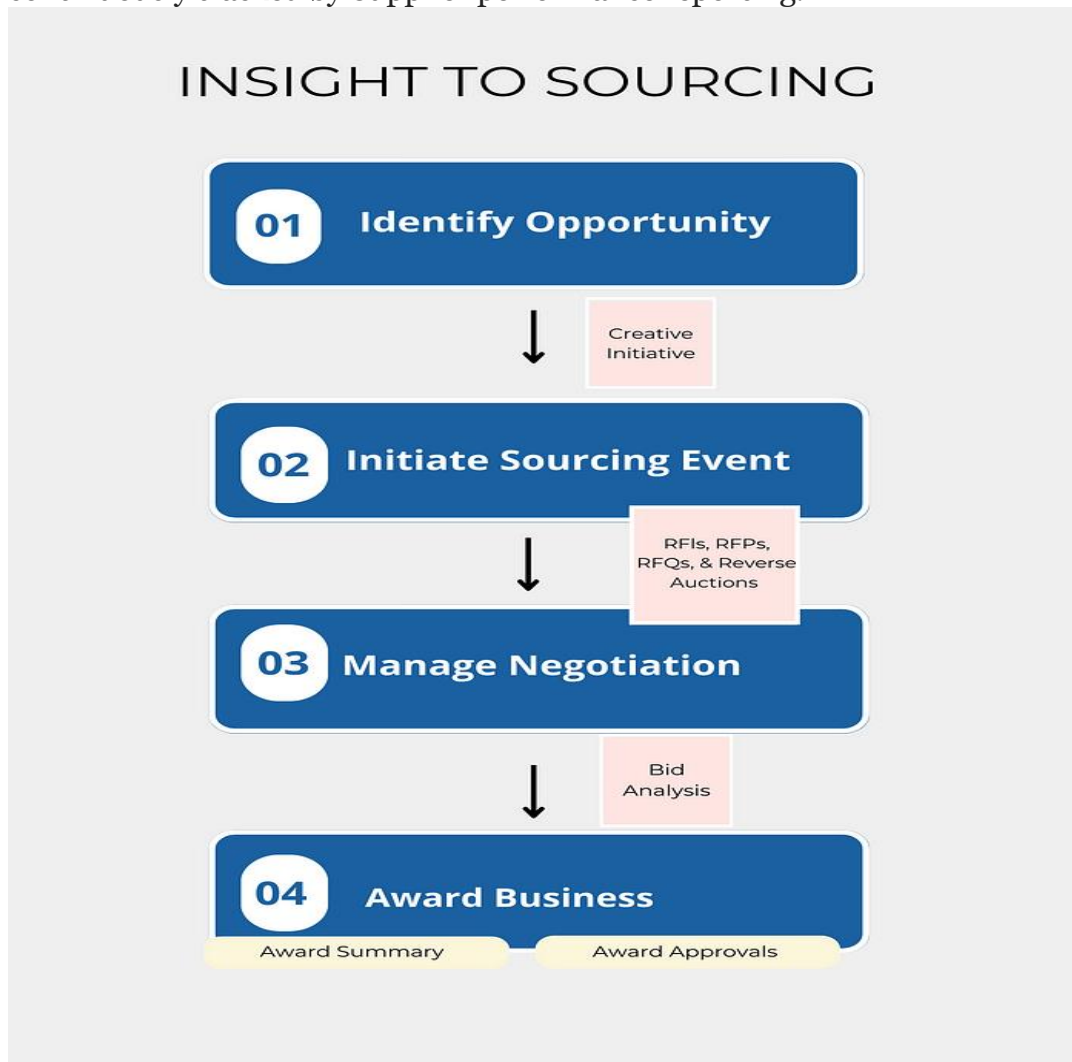 INSIGHT TO SOURCING
01 Identify Opportunity
Creative
Initiative
02 Initiate Sourcing Event
RFIs, RFPs,
RFQs, & Reverse
Auctions
03 Manage Negotiation
Bid
Analysis
04 Award Business
Award Summary Award Approvals